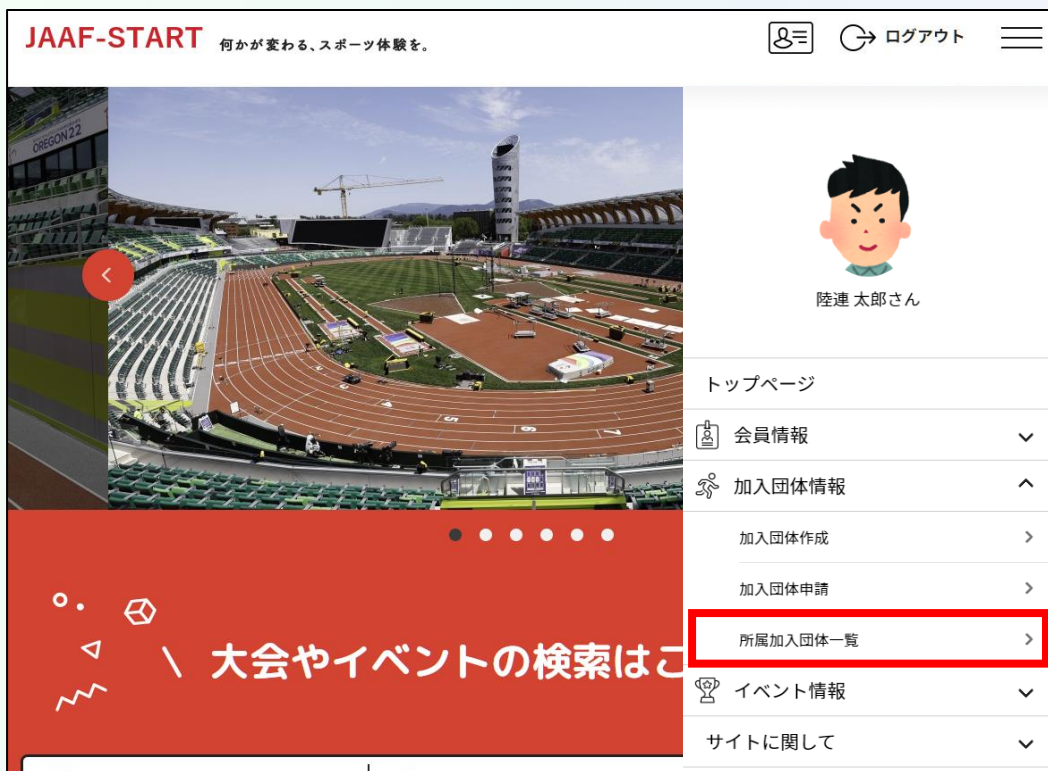 JAAF-START 何かが変わる、スポーツ体験を。
ログアウト
OREGON22
陸連 太郎さん
トップページ
会員情報
加入団体情報
加入団体作成
加入団体申請
所属加入団体一覧
大会やイベントの検索はこ
イベント情報
サイトに関して